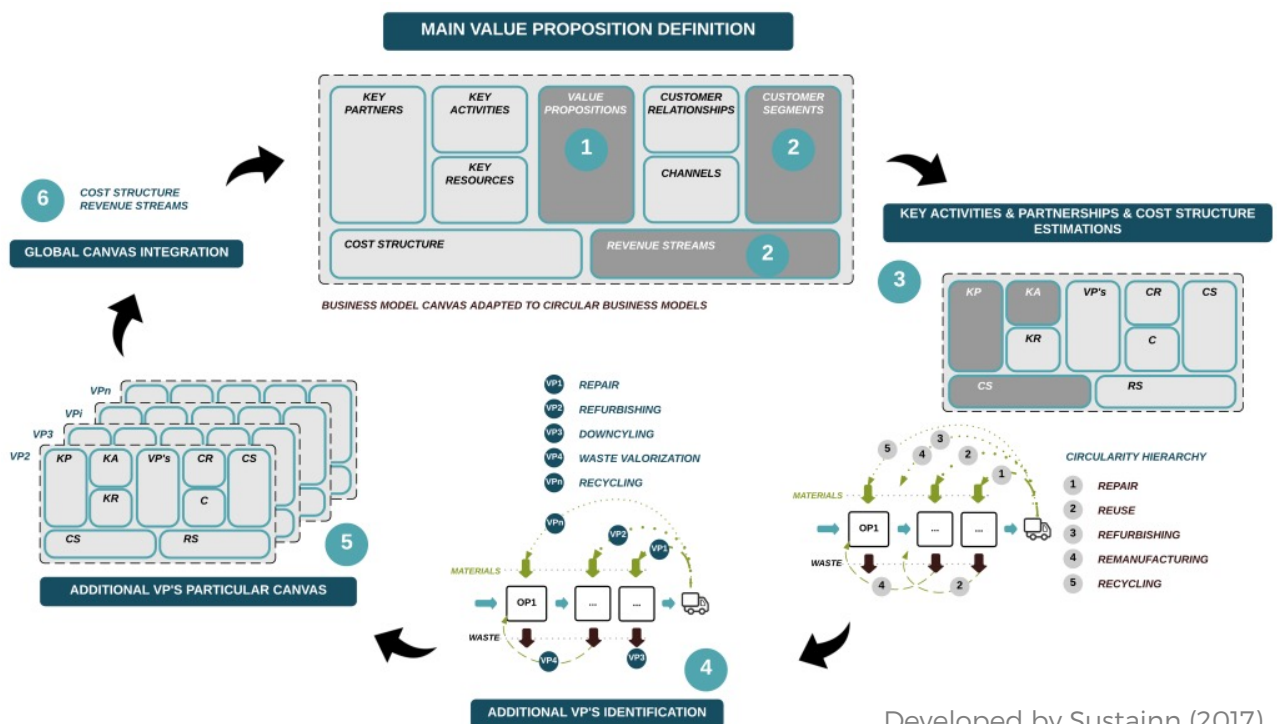 MAIN VALUE PROPOSITION DEFINITION
KEY
PARTNERS
KEY
ACTIVITIES
KEY
RESOURCES
VALUE
PROPOSITIONS
1
CUSTOMER
RELATIONSHIPS
CHANNELS
CUSTOMER
SEGMENTS
2
COST STRUCTURE
REVENUE STREAMS
2
BUSINESS MODEL CANVAS ADAPTED TO CIRCULAR BUSINESS MODELS
KEY ACTIVITIES & PARTNERSHIPS & COST STRUCTURE
ESTIMATIONS
3
KP
KA
KR
VP's
CR
C
CS
CS
RS
CIRCULARITY HIERARCHY
1 REPAIR
2 REUSE
3 REFURBISHING
4 REMANUFACTURING
5 RECYCLING
5
4
3
2
1
MATERIALS
OP1
...
...
WASTE
4
2
VP1 REPAIR
VP2 REFURBISHING
VP3 DOWNCYLING
VP4 WASTE VALORIZATION
VPn RECYCLING
VPn
VP2
VP1
MATERIALS
OP1
...
...
WASTE
VP4
VP3
4
ADDITIONAL VP'S IDENTIFICATION
VPn
VPi
VP3
VP2
KP
KA
KR
VP's
CR
C
CS
CS
RS
5
ADDITIONAL VP'S PARTICULAR CANVAS
6
COST STRUCTURE
REVENUE STREAMS
GLOBAL CANVAS INTEGRATION
Developed by Sustainn (2017)